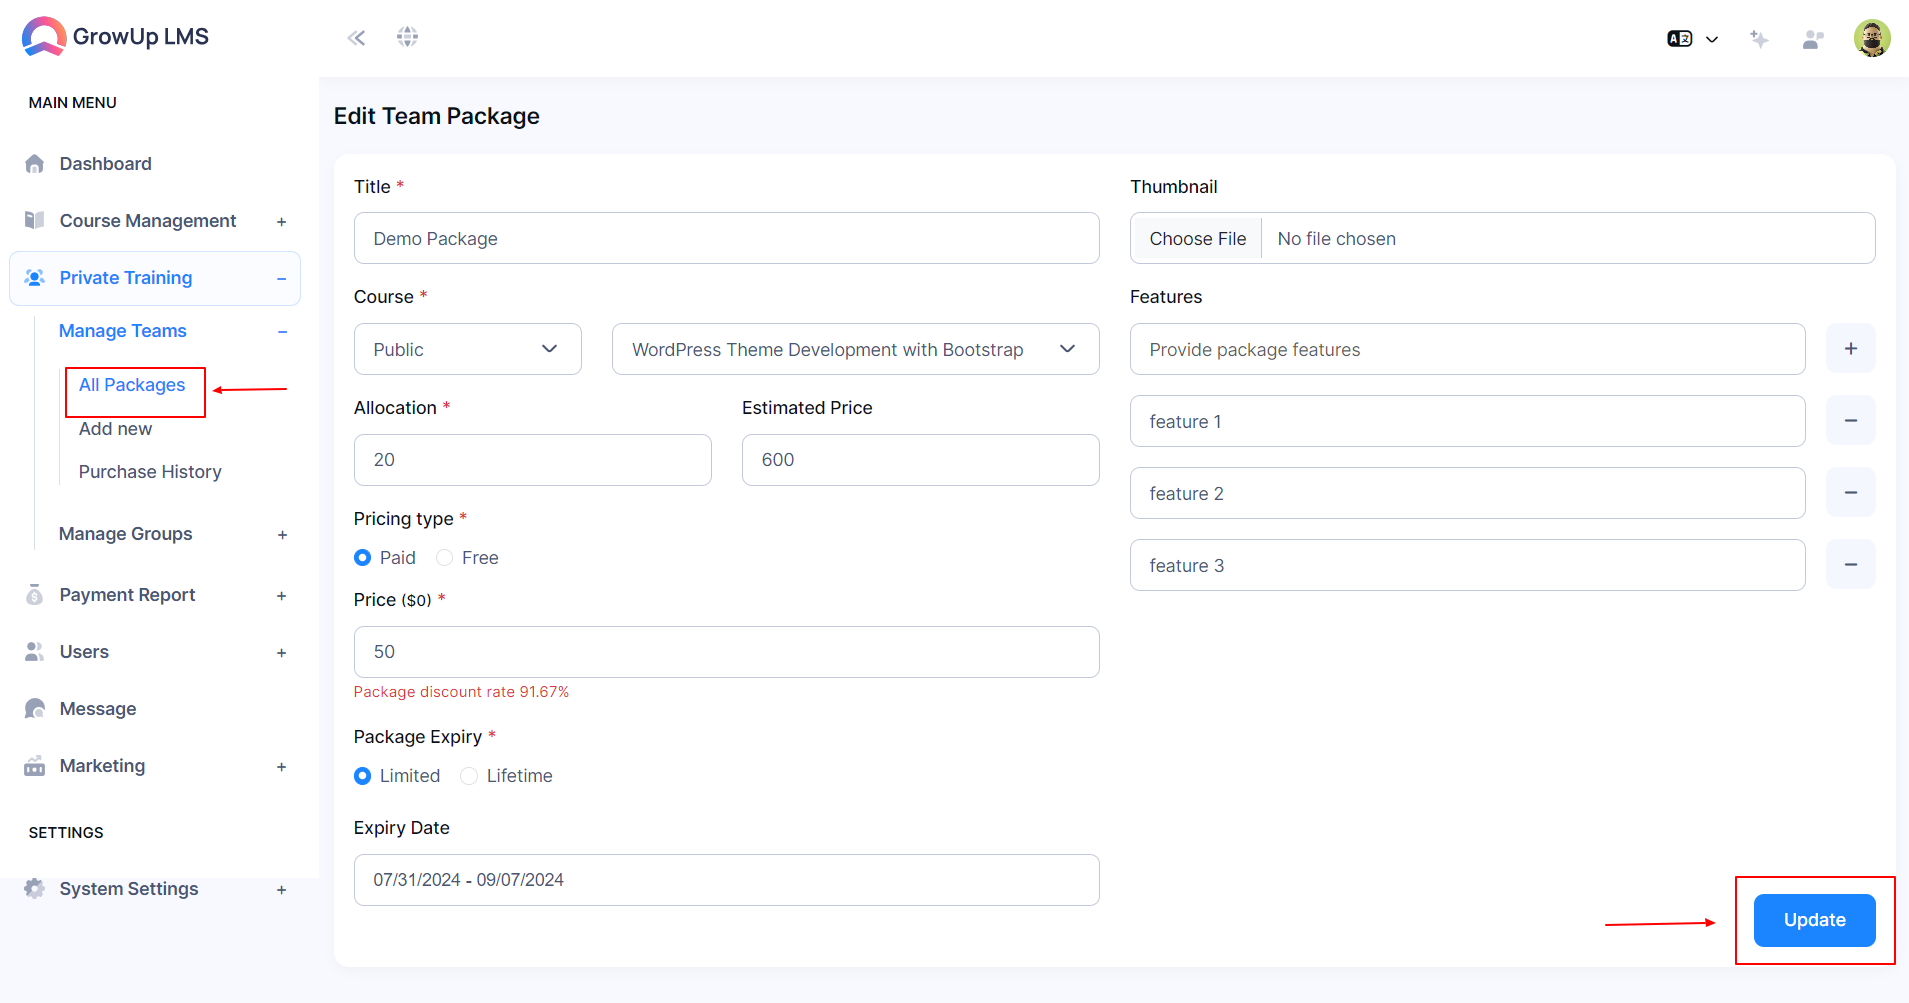 GrowUp LMS
MAIN MENU
Dashboard
Course Management +
Private Training −
Manage Teams −
All Packages
Add new
Purchase History
Manage Groups +
Payment Report +
Users +
Message
Marketing +
SETTINGS
System Settings +
Edit Team Package
Title *
Demo Package
Course *
Public
WordPress Theme Development with Bootstrap
Allocation *
20
Estimated Price
600
Pricing type *
Paid Free
Price ($0) *
50
Package discount rate 91.67%
Package Expiry *
Limited Lifetime
Expiry Date
07/31/2024 - 09/07/2024
Thumbnail
Choose File No file chosen
Features
Provide package features +
feature 1 −
feature 2 −
feature 3 −
Update